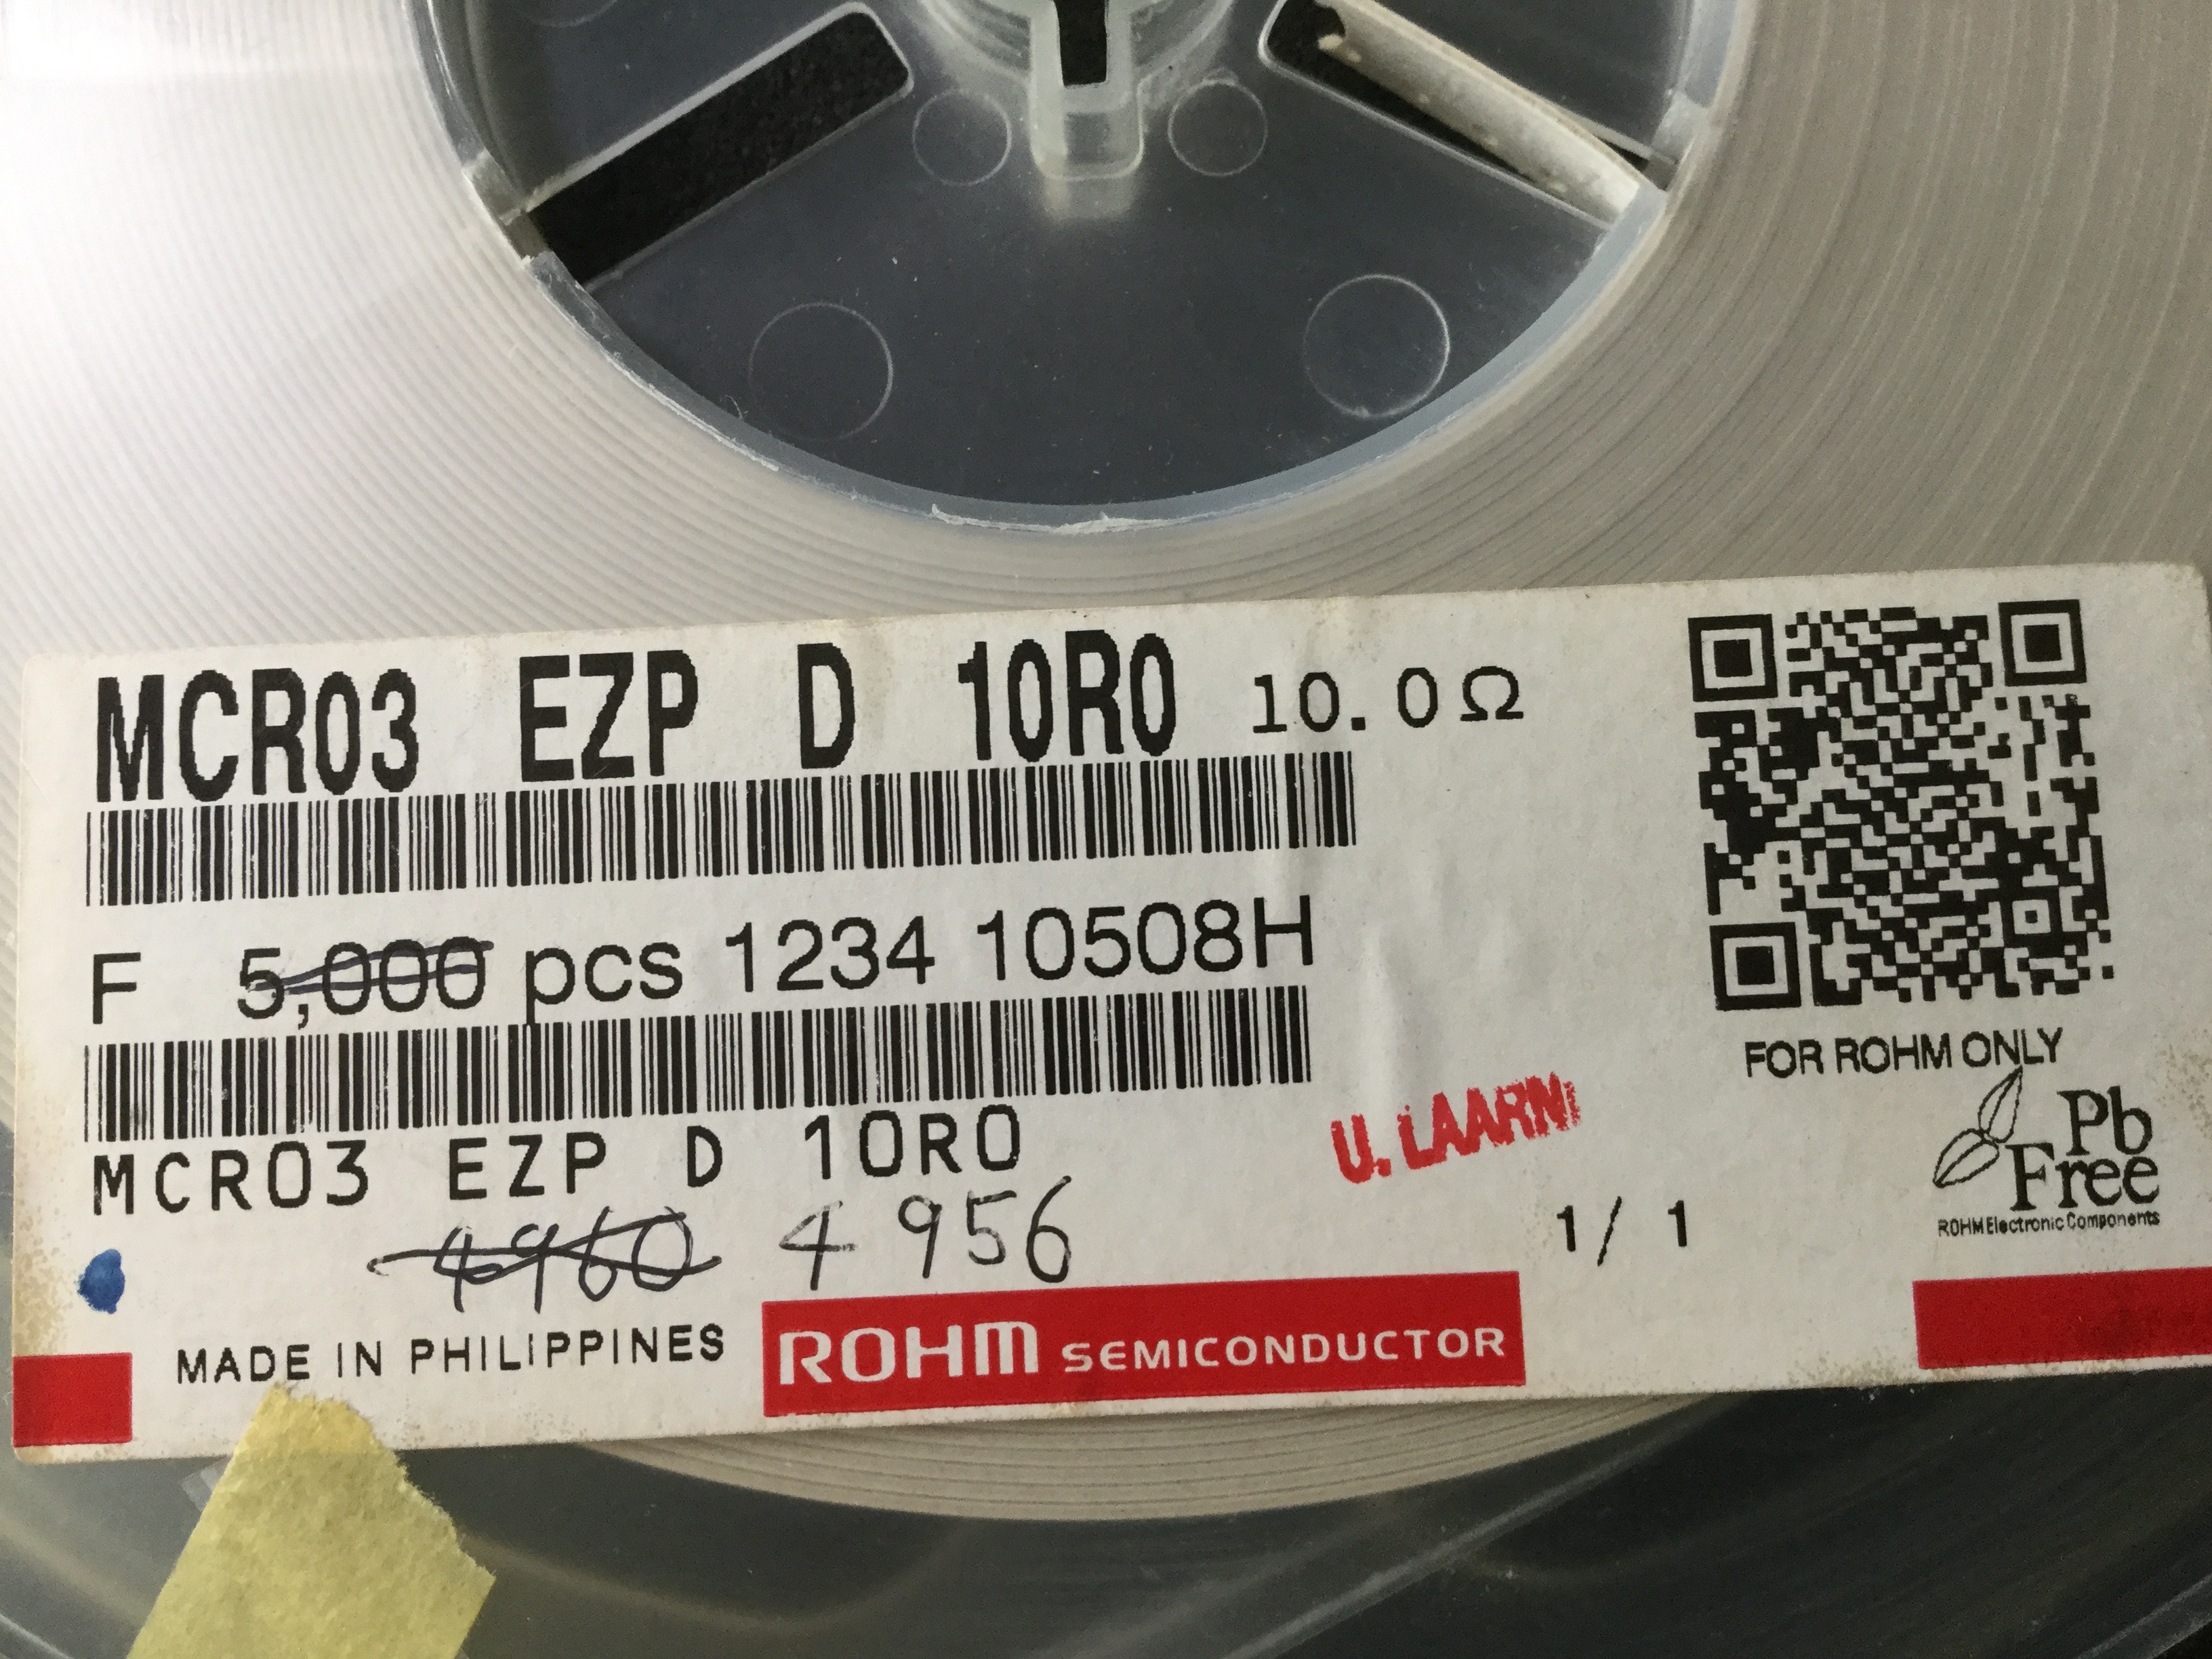 MCR03 EZP D 10R0 10.0Ω
F 5,000 pcs 1234 10508H
FOR ROHM ONLY
MCR03 EZP D 10R0
U. LAARNI
Pb
Free
ROHM Electronic Components
4960 4956
1/ 1
MADE IN PHILIPPINES
ROHM SEMICONDUCTOR